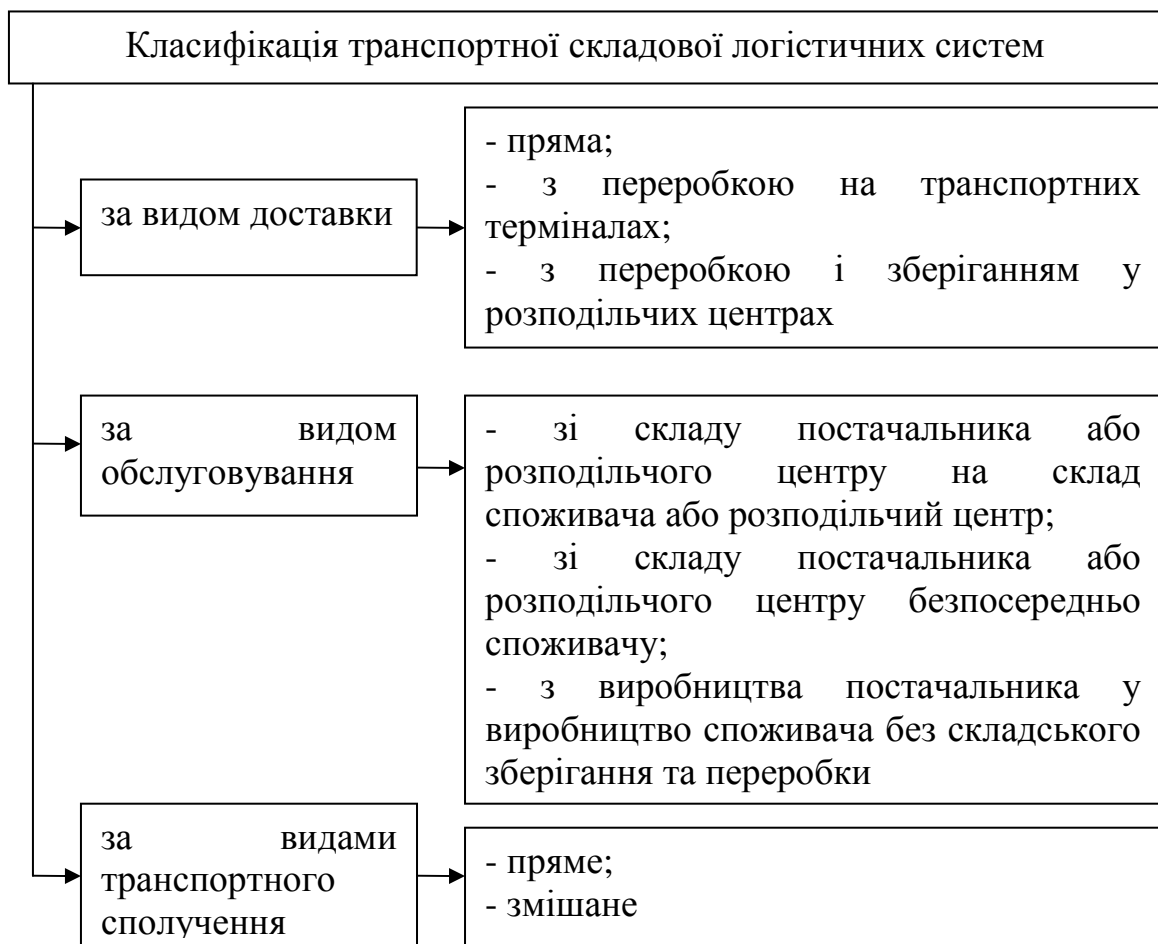 Класифікація транспортної складової логістичних систем
за видом доставки
- пряма;
- з переробкою на транспортних
терміналах;
- з переробкою і зберіганням у
розподільчих центрах
за видом
обслуговування
- зі складу постачальника або
розподільчого центру на склад
споживача або розподільчий центр;
- зі складу постачальника або
розподільчого центру безпосередньо
споживачу;
- з виробництва постачальника у
виробництво споживача без складського
зберігання та переробки
за видами
транспортного
сполучення
- пряме;
- змішане